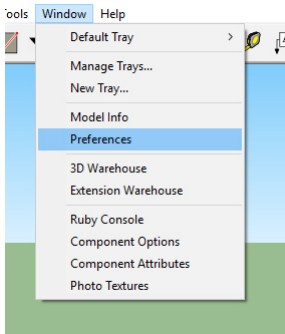 Tools Window Help
Default Tray
Manage Trays...
New Tray...
Model Info
Preferences
3D Warehouse
Extension Warehouse
Ruby Console
Component Options
Component Attributes
Photo Textures